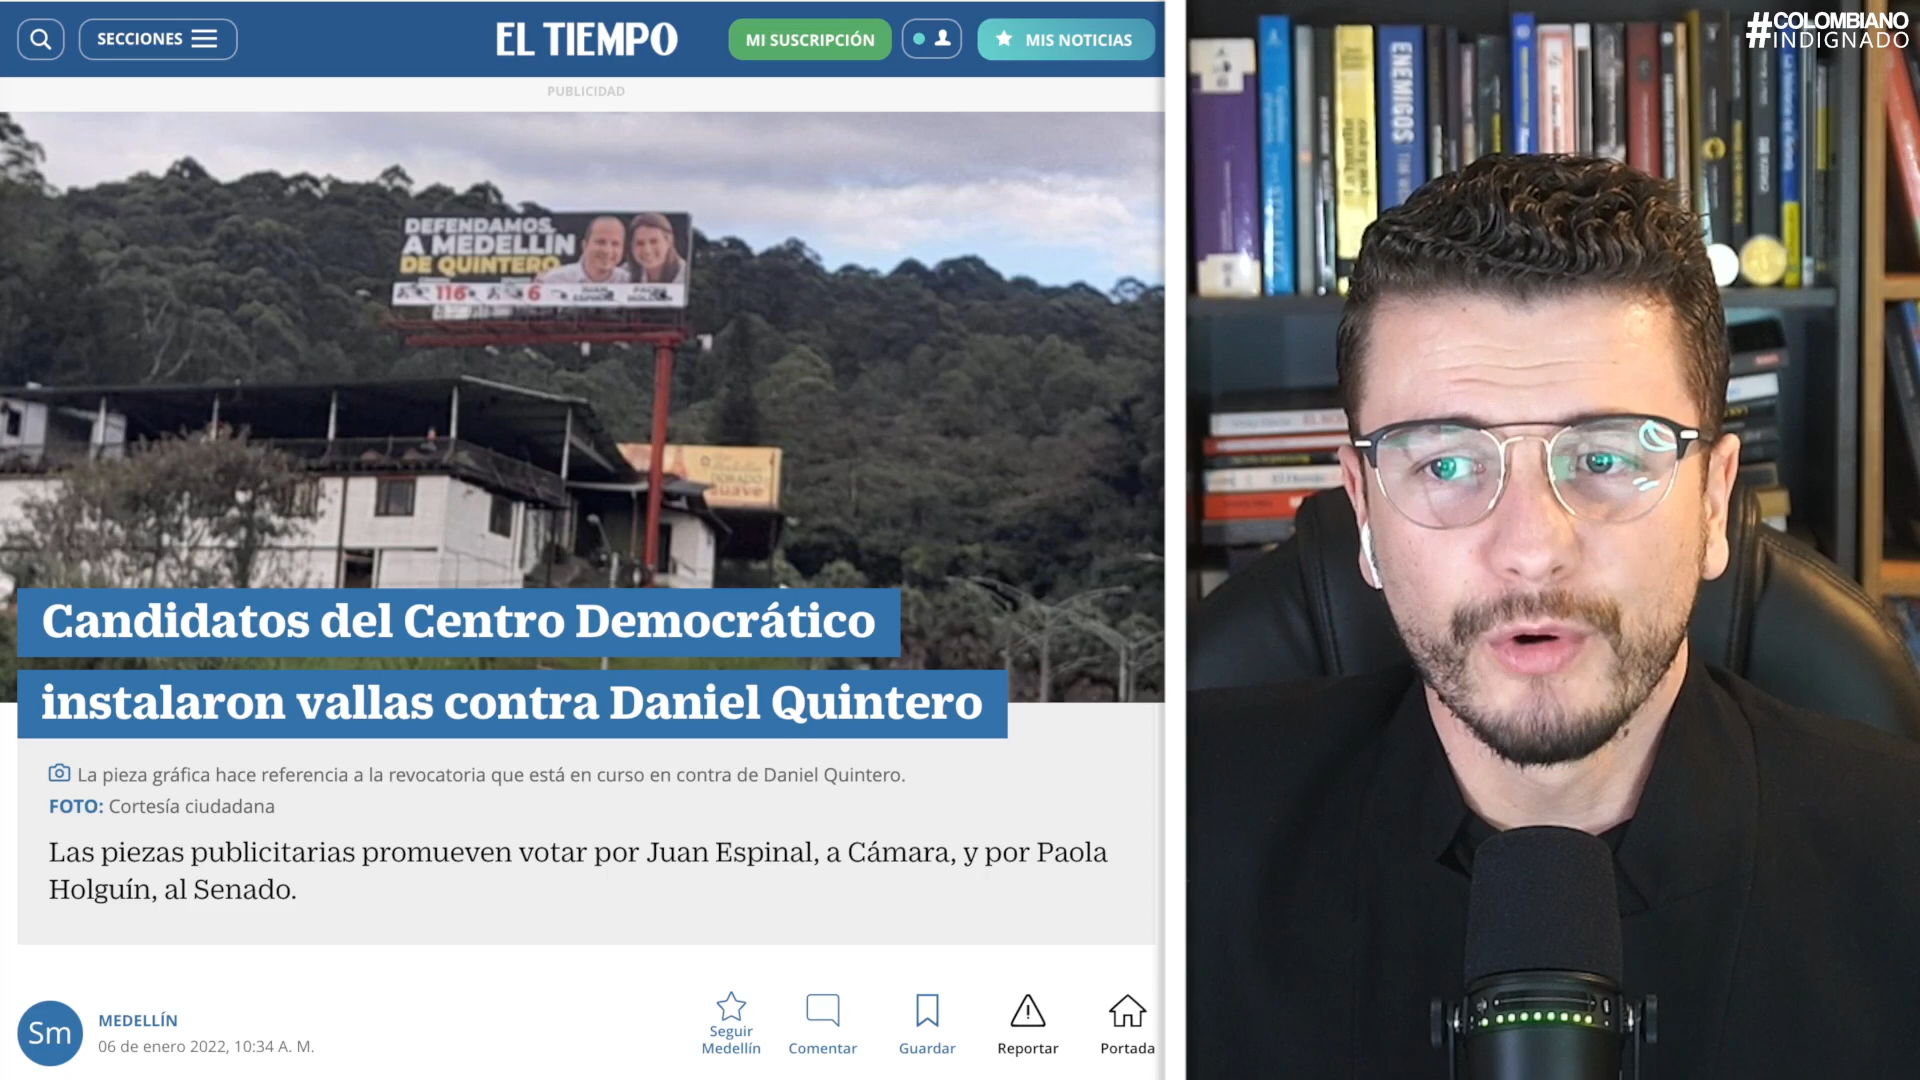 SECCIONES
EL TIEMPO
MI SUSCRIPCIÓN
MIS NOTICIAS
#COLOMBIANO
INDIGNADO
PUBLICIDAD
DEFENDAMOS
A MEDELLÍN
DE QUINTERO
116
6
ENEMIGOS
Candidatos del Centro Democrático
instalaron vallas contra Daniel Quintero
La pieza gráfica hace referencia a la revocatoria que está en curso en contra de Daniel Quintero.
FOTO: Cortesía ciudadana
Las piezas publicitarias promueven votar por Juan Espinal, a Cámara, y por Paola
Holguín, al Senado.
Sm
MEDELLÍN
06 de enero 2022, 10:34 A. M.
Seguir
Medellín
Comentar
Guardar
Reportar
Portada